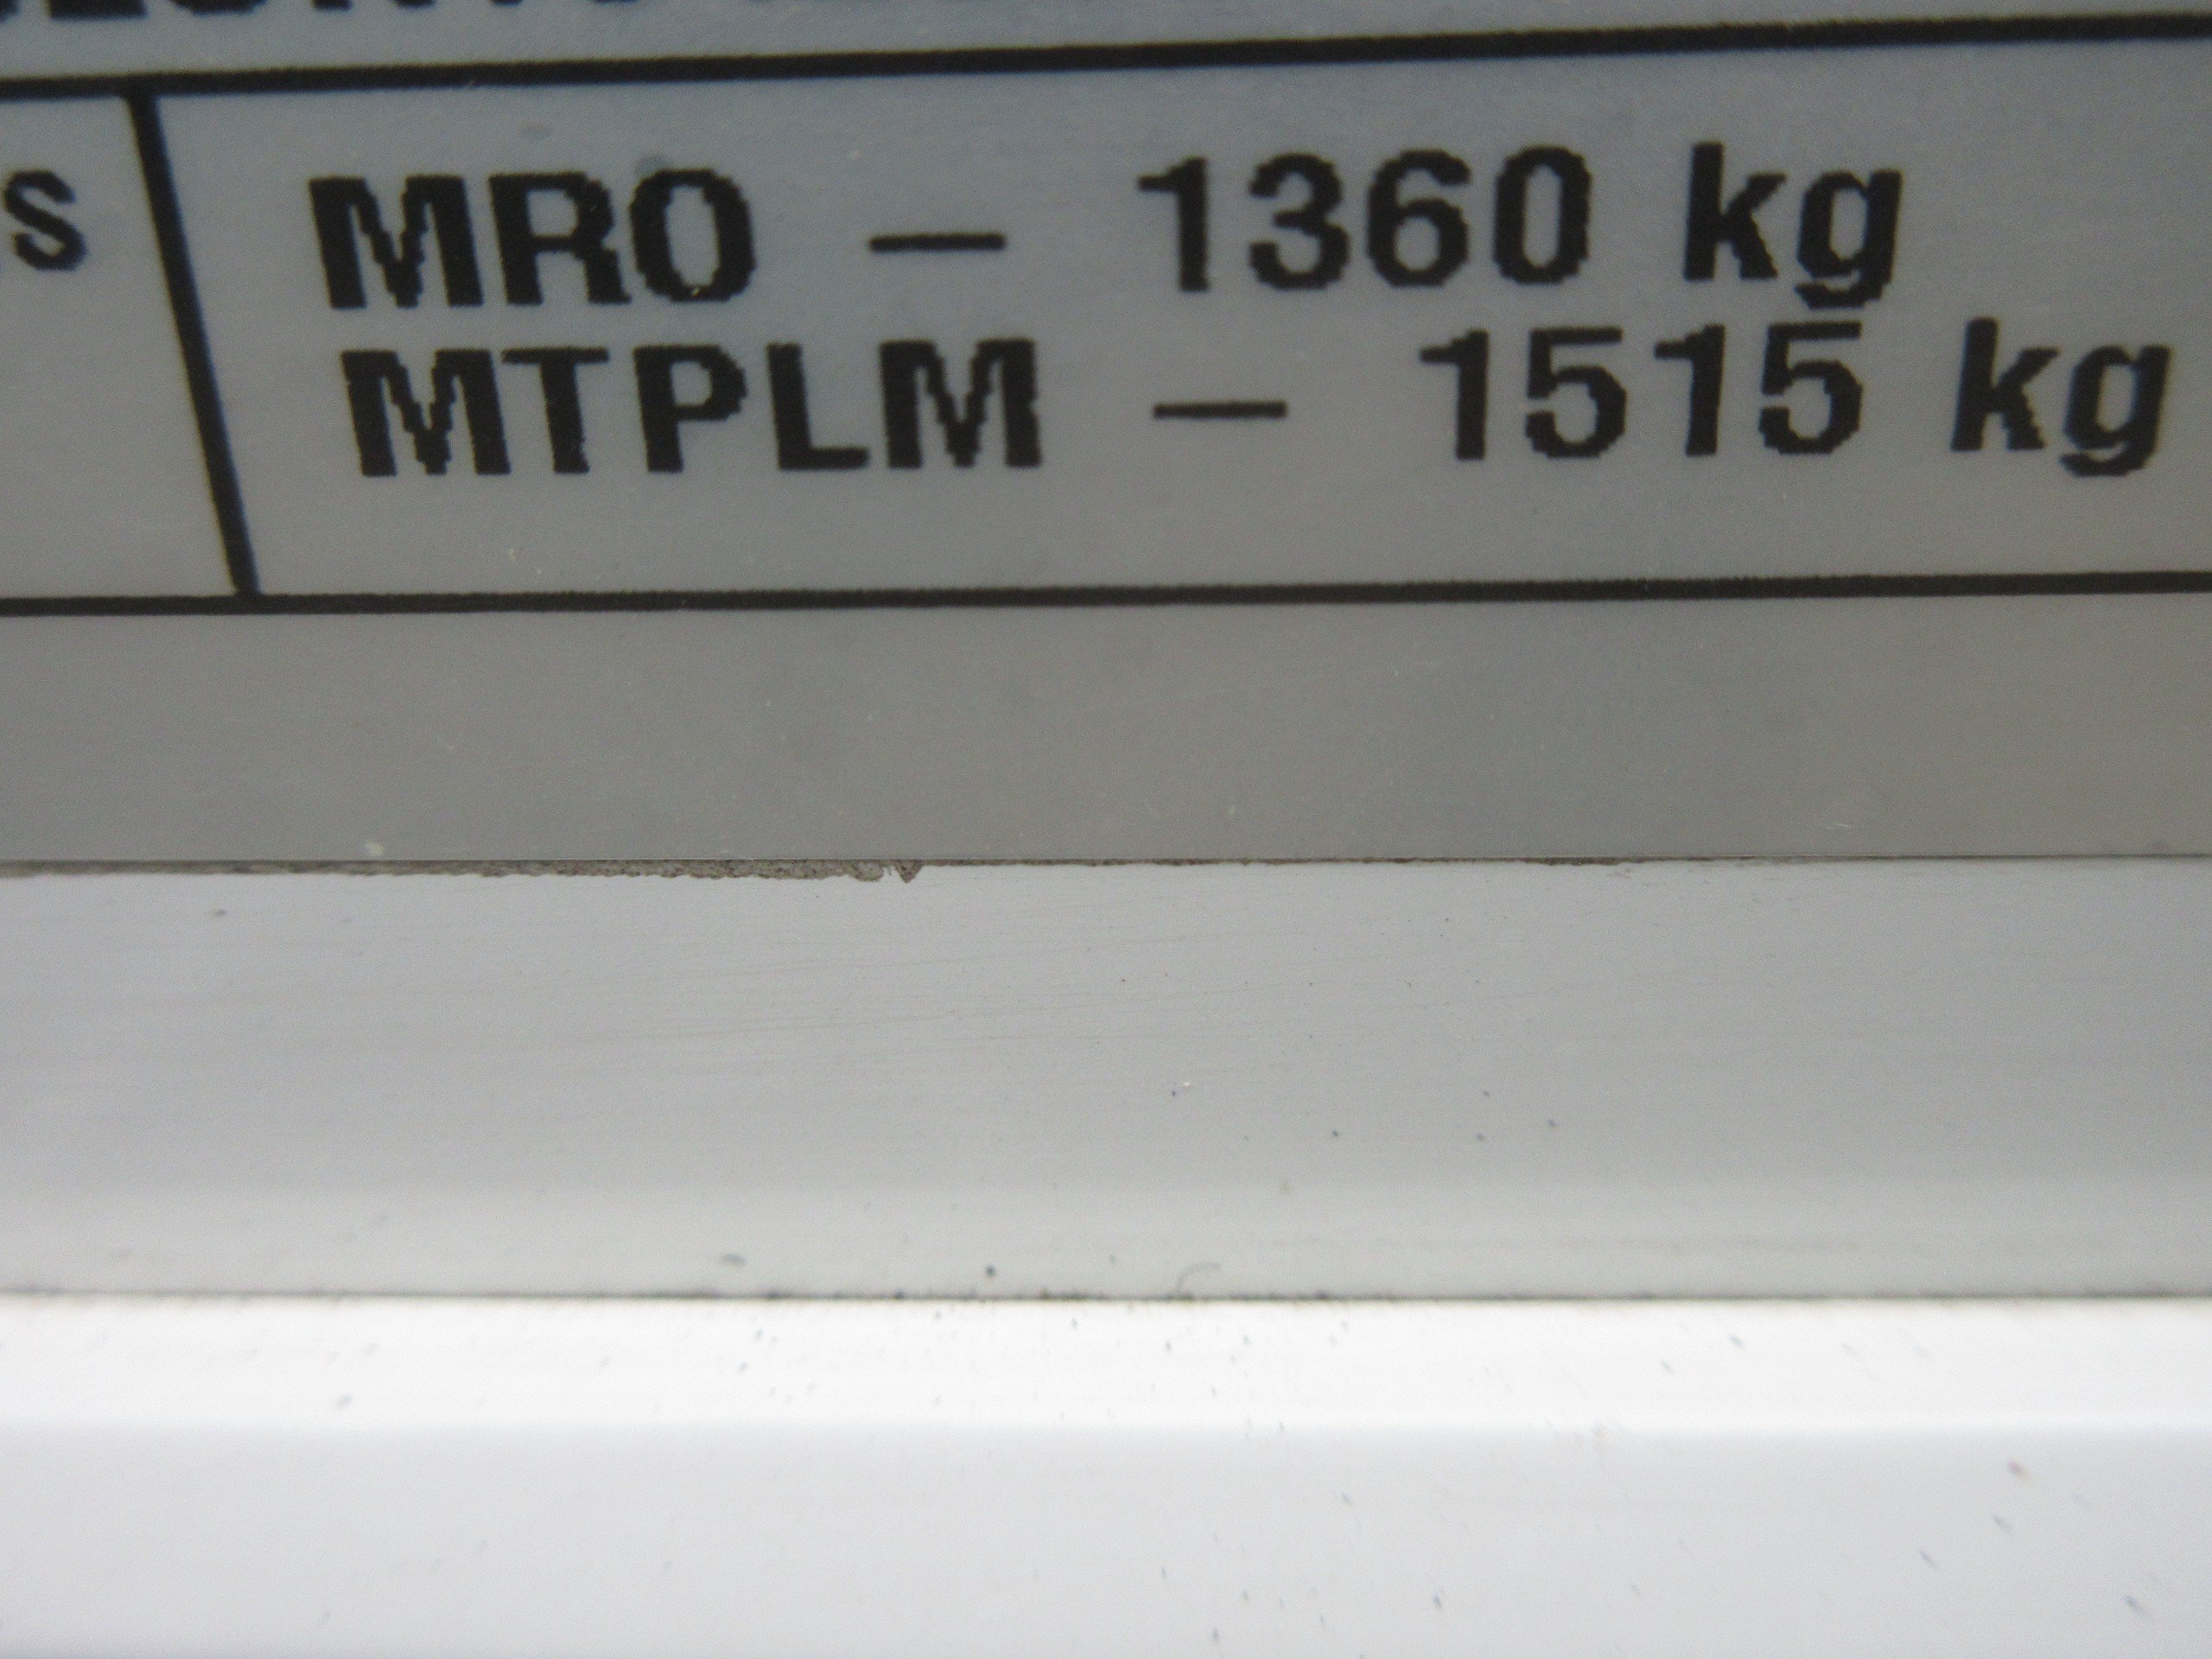 S
MRO — 1360 kg
MTPLM — 1515 kg